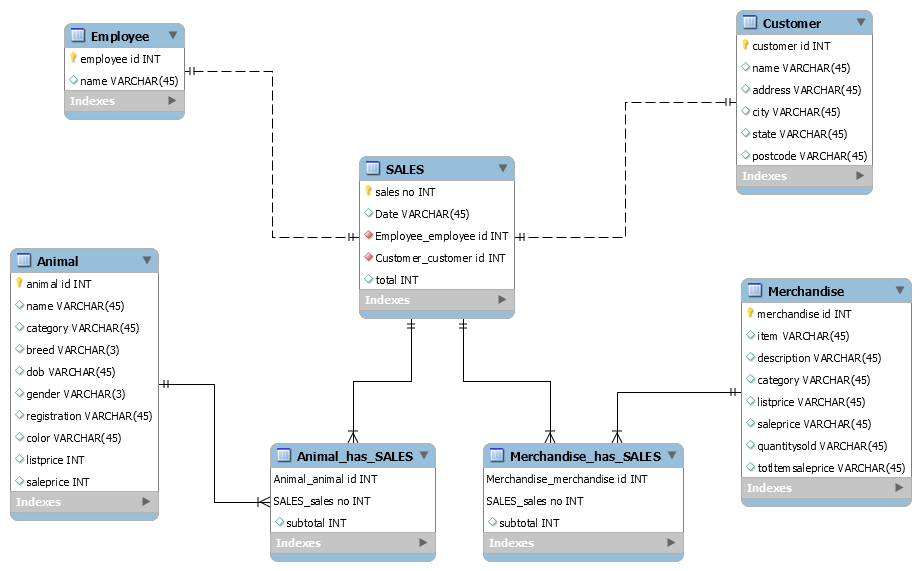 Employee
employee id INT
name VARCHAR(45)
Indexes
Customer
customer id INT
name VARCHAR(45)
address VARCHAR(45)
city VARCHAR(45)
state VARCHAR(45)
postcode VARCHAR(45)
Indexes
SALES
sales no INT
Date VARCHAR(45)
Employee_employee id INT
Customer_customer id INT
total INT
Indexes
Animal
animal id INT
name VARCHAR(45)
category VARCHAR(45)
breed VARCHAR(3)
dob VARCHAR(45)
gender VARCHAR(3)
registration VARCHAR(45)
color VARCHAR(45)
listprice INT
saleprice INT
Indexes
Merchandise
merchandise id INT
item VARCHAR(45)
description VARCHAR(45)
category VARCHAR(45)
listprice VARCHAR(45)
saleprice VARCHAR(45)
quantitysold VARCHAR(45)
totitemsaleprice VARCHAR(45)
Indexes
Animal_has_SALES
Animal_animal id INT
SALES_sales no INT
subtotal INT
Indexes
Merchandise_has_SALES
Merchandise_merchandise id INT
SALES_sales no INT
subtotal INT
Indexes